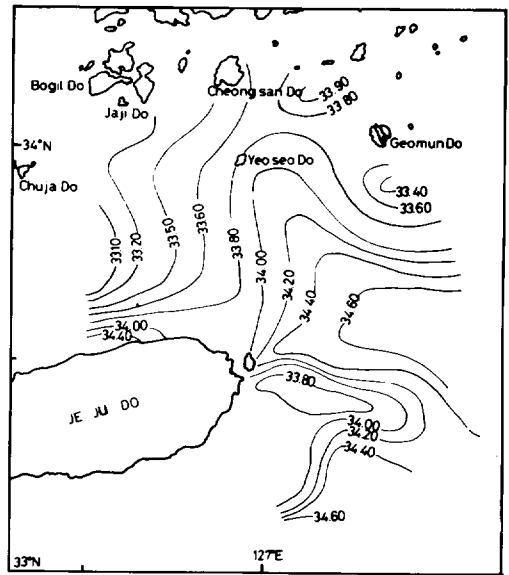 33.90
Bogil Do
Cheong san Do
33.80
Jaji Do
34°N
Geomun Do
Yeo seo Do
Chuja Do
33.40
33.60
33.10
33.20
33.50
33.60
33.80
34.00
34.20
34.40
34.60
34.00
34.40
33.80
JE JU DO
34.00
34.20
34.40
34.60
33°N
127°E